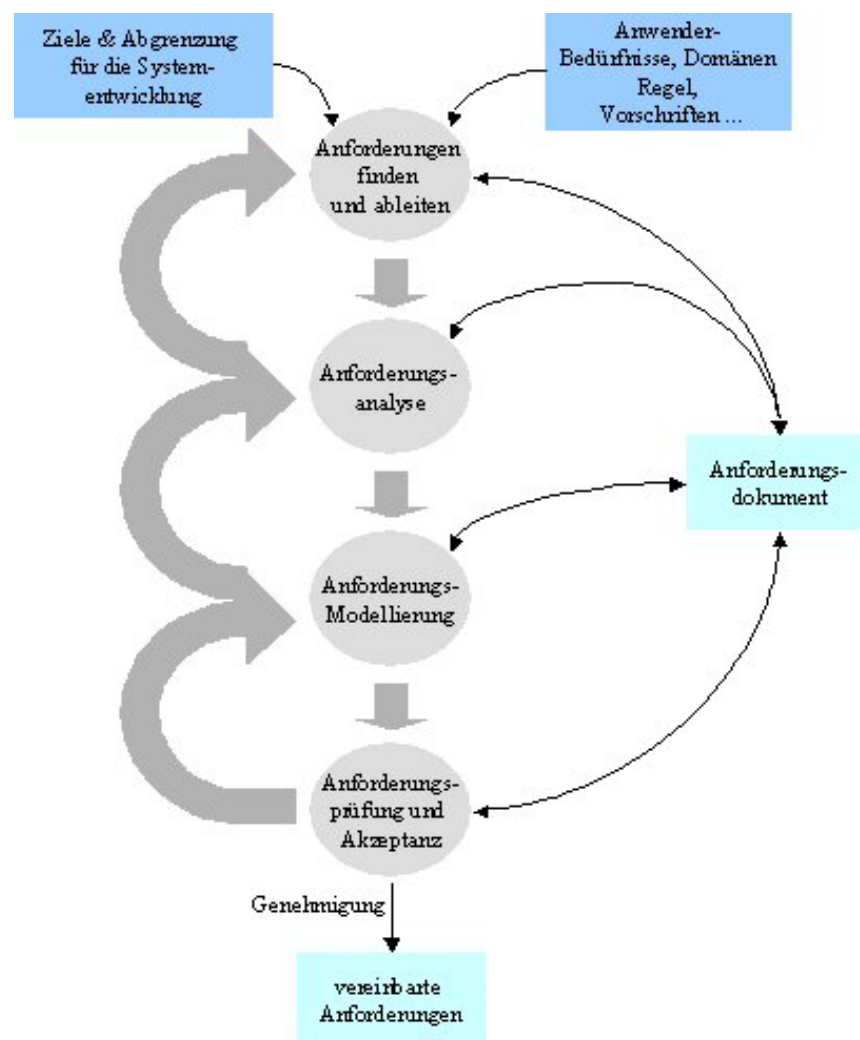 Ziele & Abgrenzung
für die System-
entwicklung
Anwender-
Bedürfnisse, Domänen
Regel,
Vorschriften ...
Anforderungen
finden
und ableiten
Anforderungs-
analyse
Anforderungs-
dokument
Anforderungs-
Modellierung
Anforderungs-
prüfung und
Akzeptanz
Genehmigung
vereinbarte
Anforderungen